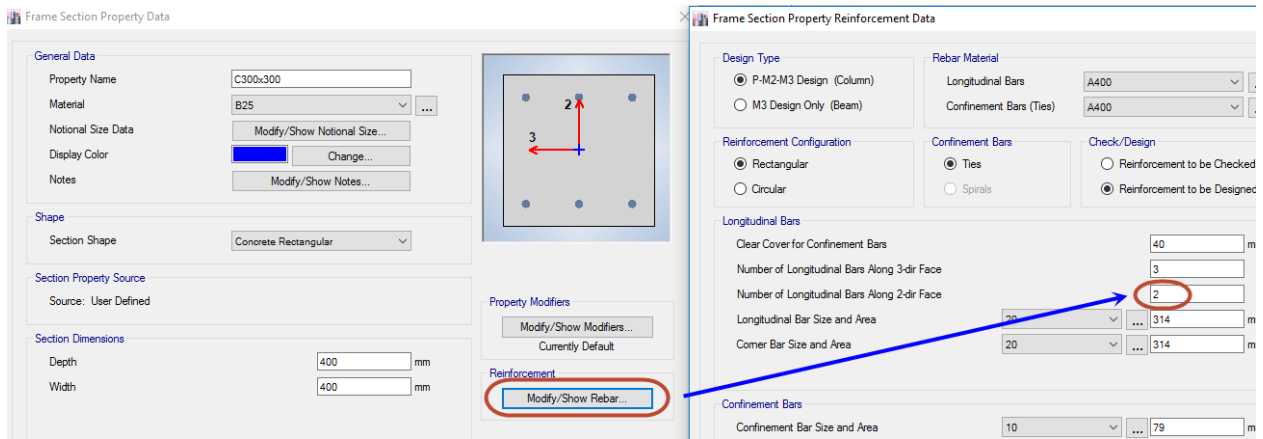 Frame Section Property Data
General Data
Property Name C300x300
Material B25 ...
Notional Size Data Modify/Show Notional Size...
Display Color Change...
Notes Modify/Show Notes...
2
3
Shape
Section Shape Concrete Rectangular
Section Property Source
Source: User Defined
Property Modifiers
Modify/Show Modifiers...
Currently Default
Section Dimensions
Depth 400 mm
Width 400 mm
Reinforcement
Modify/Show Rebar...
Frame Section Property Reinforcement Data
Design Type
P-M2-M3 Design (Column)
M3 Design Only (Beam)
Rebar Material
Longitudinal Bars A400
Confinement Bars (Ties) A400
Reinforcement Configuration
Rectangular
Circular
Confinement Bars
Ties
Spirals
Check/Design
Reinforcement to be Checked
Reinforcement to be Designed
Longitudinal Bars
Clear Cover for Confinement Bars 40 m
Number of Longitudinal Bars Along 3-dir Face 3
Number of Longitudinal Bars Along 2-dir Face 2
Longitudinal Bar Size and Area 20 ... 314 m
Corner Bar Size and Area 20 ... 314 m
Confinement Bars
Confinement Bar Size and Area 10 ... 79 m